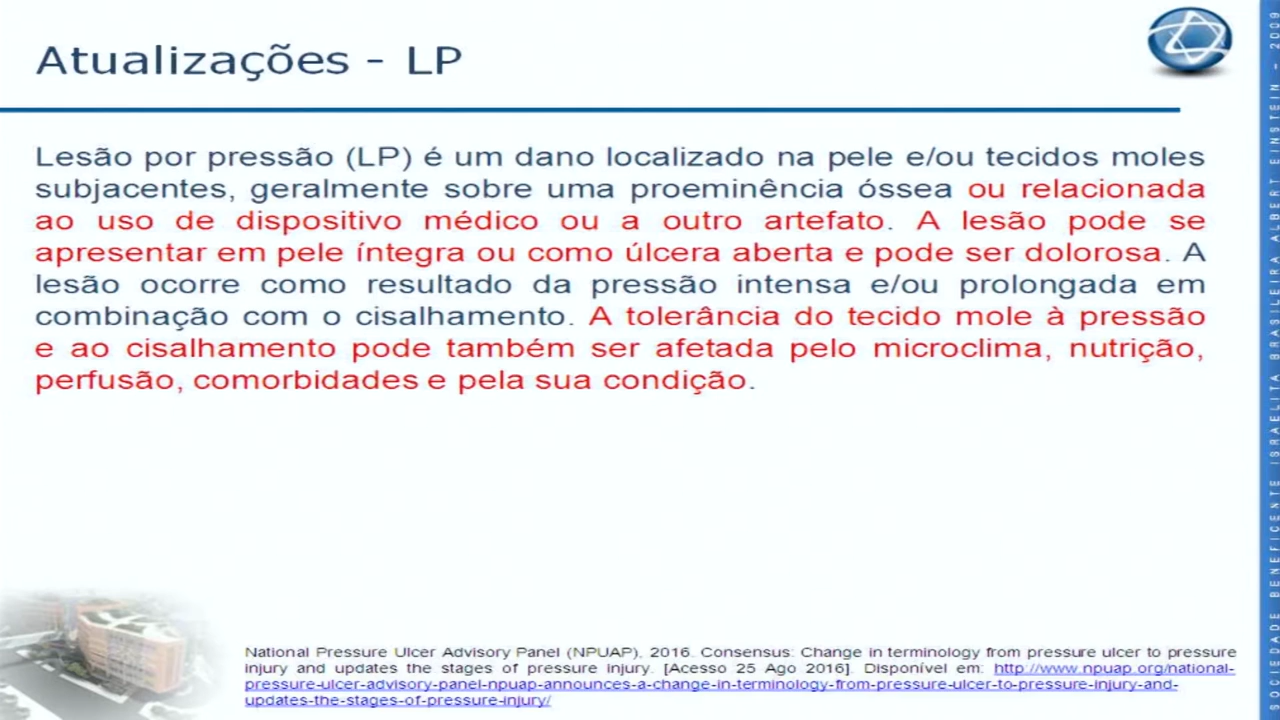 Atualizações - LP
Lesão por pressão (LP) é um dano localizado na pele e/ou tecidos moles
subjacentes, geralmente sobre uma proeminência óssea ou relacionada
ao uso de dispositivo médico ou a outro artefato. A lesão pode se
apresentar em pele íntegra ou como úlcera aberta e pode ser dolorosa. A
lesão ocorre como resultado da pressão intensa e/ou prolongada em
combinação com o cisalhamento. A tolerância do tecido mole à pressão
e ao cisalhamento pode também ser afetada pelo microclima, nutrição,
perfusão, comorbidades e pela sua condição.
National Pressure Ulcer Advisory Panel (NPUAP), 2016. Consensus: Change in terminology from pressure ulcer to pressure
injury and updates the stages of pressure injury. [Acesso 25 Ago 2016]. Disponível em: http://www.npuap.org/national-
pressure-ulcer-advisory-panel-npuap-announces-a-change-in-terminology-from-pressure-ulcer-to-pressure-injury-and-
updates-the-stages-of-pressure-injury/
SOCIEDADE BENEFICENTE ISRAELITA BRASILEIRA ALBERT EINSTEIN - 2009